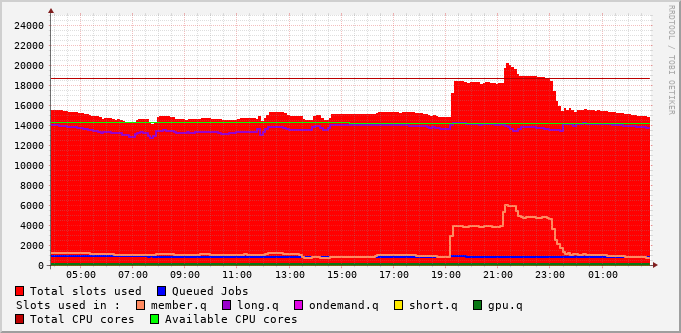 24000
22000
20000
18000
16000
14000
12000
10000
8000
6000
4000
2000
0
05:00 07:00 09:00 11:00 13:00 15:00 17:00 19:00 21:00 23:00 01:00
RRDTOOL / TOBI OETIKER
Total slots used Queued Jobs
Slots used in : member.q long.q ondemand.q short.q gpu.q
Total CPU cores Available CPU cores